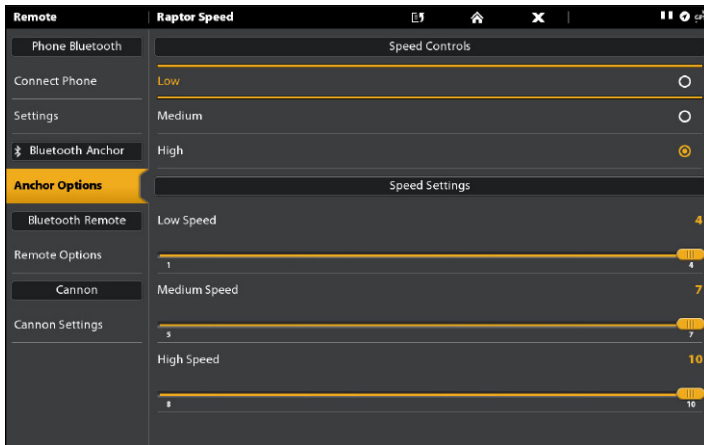 Remote
Raptor Speed
Phone Bluetooth
Connect Phone
Settings
Bluetooth Anchor
Anchor Options
Bluetooth Remote
Remote Options
Cannon
Cannon Settings
Speed Controls
Low
Medium
High
Speed Settings
Low Speed 4
1 4
Medium Speed 7
5 7
High Speed 10
8 10